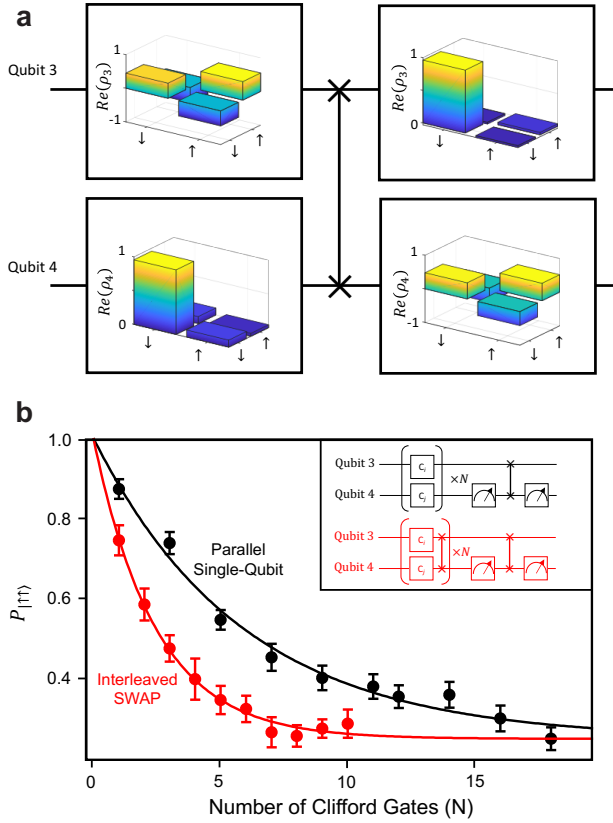 a
Qubit 3
Re(ρ₃)
1
-1
↓ ↑ ↓ ↑
Re(ρ₃)
1
0
↓ ↑ ↓ ↑
Qubit 4
Re(ρ₄)
1
0
↓ ↑ ↓ ↑
Re(ρ₄)
1
-1
↓ ↑ ↓ ↑
b
P|↑↑⟩
1.0
0.8
0.6
0.4
0 5 10 15
Number of Clifford Gates (N)
Parallel
Single-Qubit
Interleaved
SWAP
Qubit 3
Cᵢ
Qubit 4
Cⱼ
×N
Qubit 3
Cᵢ
Qubit 4
Cⱼ
×N